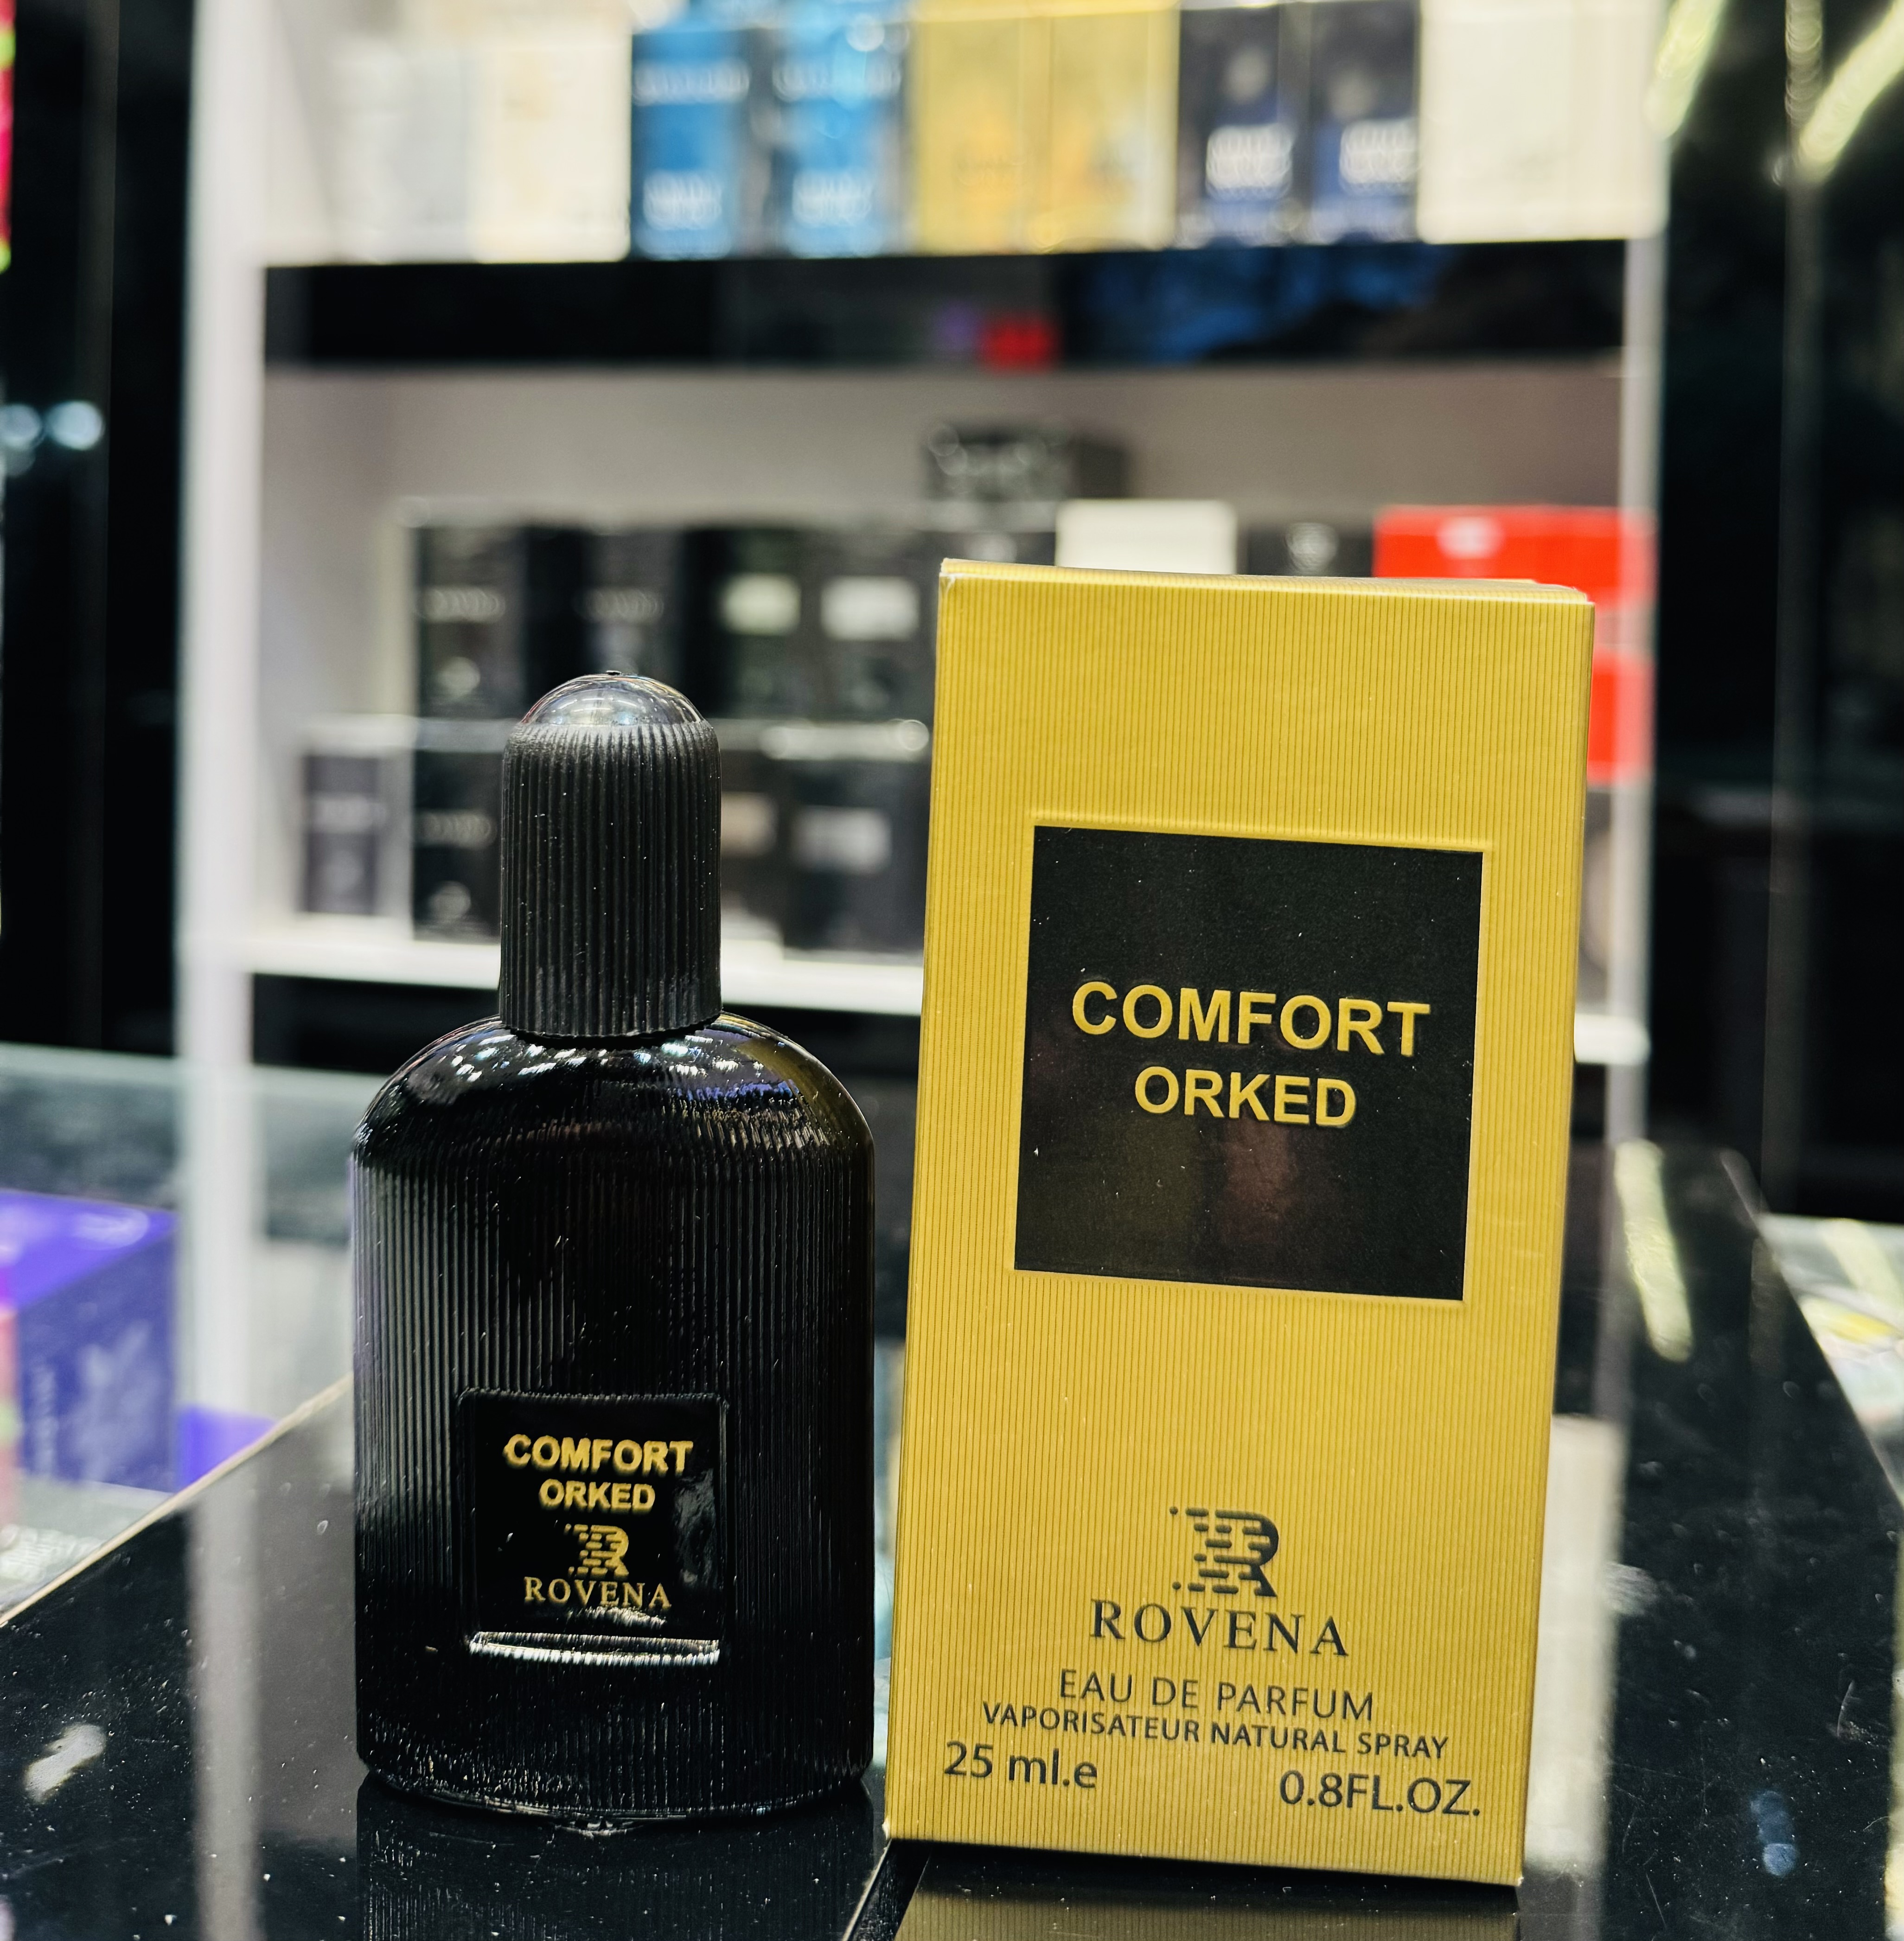 COMFORT
ORKED
ROVENA
COMFORT
ORKED
ROVENA
EAU DE PARFUM
VAPORISATEUR NATURAL SPRAY
25 ml.e
0.8FL.OZ.